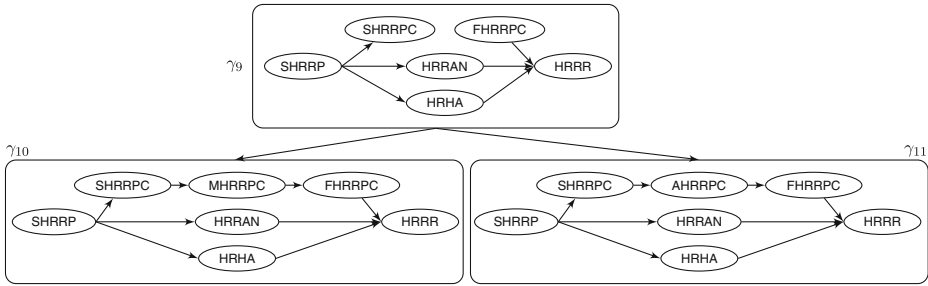 SHRRPC FHRRPC
γ9 SHRRP HRRAN HRRR
HRHA
γ10 γ11
SHRRPC MHRRPC FHRRPC
SHRRP HRRAN HRRR
HRHA
SHRRPC AHRRPC FHRRPC
SHRRP HRRAN HRRR
HRHA